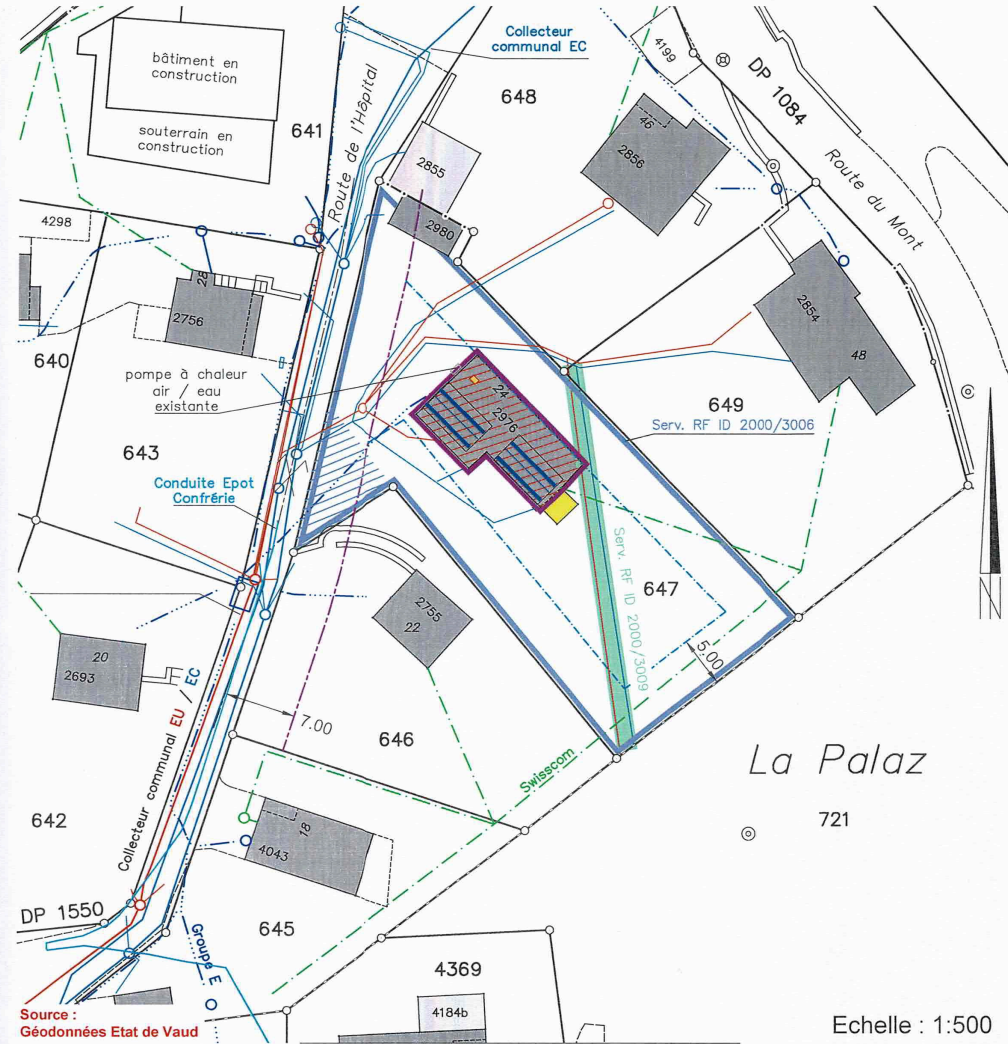 Collecteur
communal EC
4199
DP 1084
bâtiment en
construction
souterrain en
construction
641
Route de l'Hôpital
648
46
2856
2855
Route du Mont
4298
2980
28
2756
2854
48
640
pompe à chaleur
air / eau
existante
24
2976
649
Serv. RF ID 2000/3006
643
Conduite Epot
Confrérie
Serv. RF ID 2000/3009
647
2755
22
20
2693
5.00
7.00
646
Collecteur communal EU / EC
Swisscom
La Palaz
721
642
18
4043
DP 1550
645
Groupe E
4369
4184b
Source :
Géodonnées Etat de Vaud
Echelle : 1:500
N